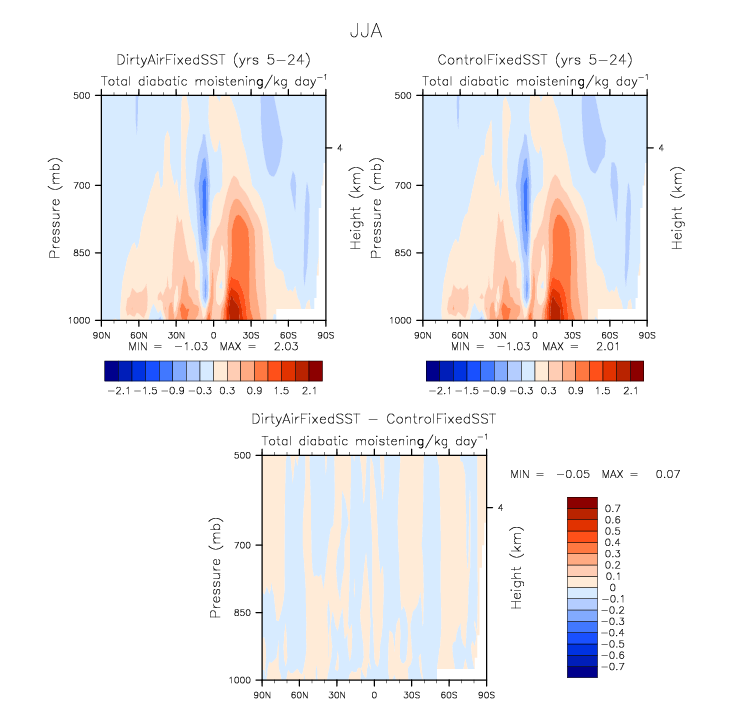 JJA
DirtyAirFixedSST (yrs 5-24)
Total diabatic moistening/kg day−1
500
700
850
1000
Pressure (mb)
4
Height (km)
90N 60N 30N 0 30S 60S 90S
MIN = −1.03 MAX = 2.03
−2.1 −1.5 −0.9 −0.3 0.3 0.9 1.5 2.1
ControlFixedSST (yrs 5-24)
Total diabatic moistening/kg day−1
500
700
850
1000
Pressure (mb)
4
Height (km)
90N 60N 30N 0 30S 60S 90S
MIN = −1.03 MAX = 2.01
−2.1 −1.5 −0.9 −0.3 0.3 0.9 1.5 2.1
DirtyAirFixedSST − ControlFixedSST
Total diabatic moistening/kg day−1
500
700
850
1000
Pressure (mb)
4
Height (km)
90N 60N 30N 0 30S 60S 90S
MIN = −0.05 MAX = 0.07
0.7
0.6
0.5
0.4
0.3
0.2
0.1
0
−0.1
−0.2
−0.3
−0.4
−0.5
−0.6
−0.7